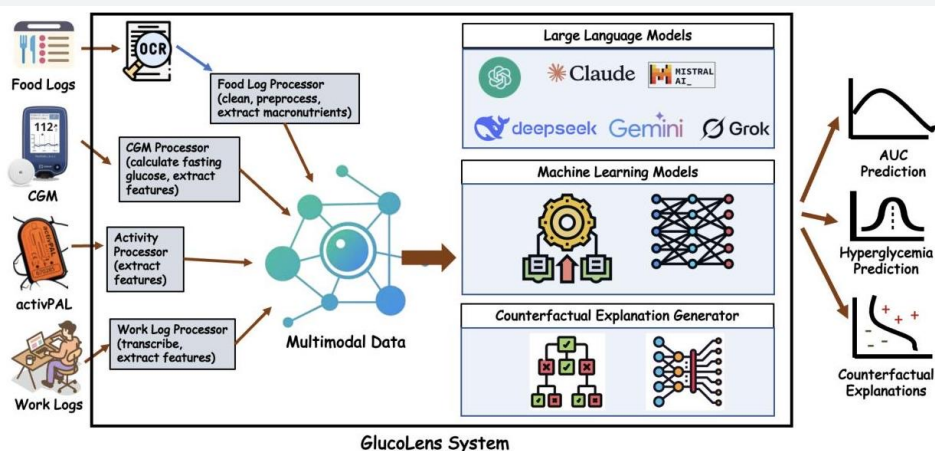 Food Logs
CGM
activPAL
Work Logs
OCR
112
activPAL
Food Log Processor
(clean, preprocess,
extract macronutrients)
CGM Processor
(calculate fasting
glucose, extract
features)
Activity
Processor
(extract
features)
Work Log Processor
(transcribe,
extract features)
Multimodal Data
Large Language Models
Claude
MISTRAL
AI_
deepseek
Gemini
Grok
Machine Learning Models
Counterfactual Explanation Generator
AUC
Prediction
Hyperglycemia
Prediction
Counterfactual
Explanations
GlucoLens System